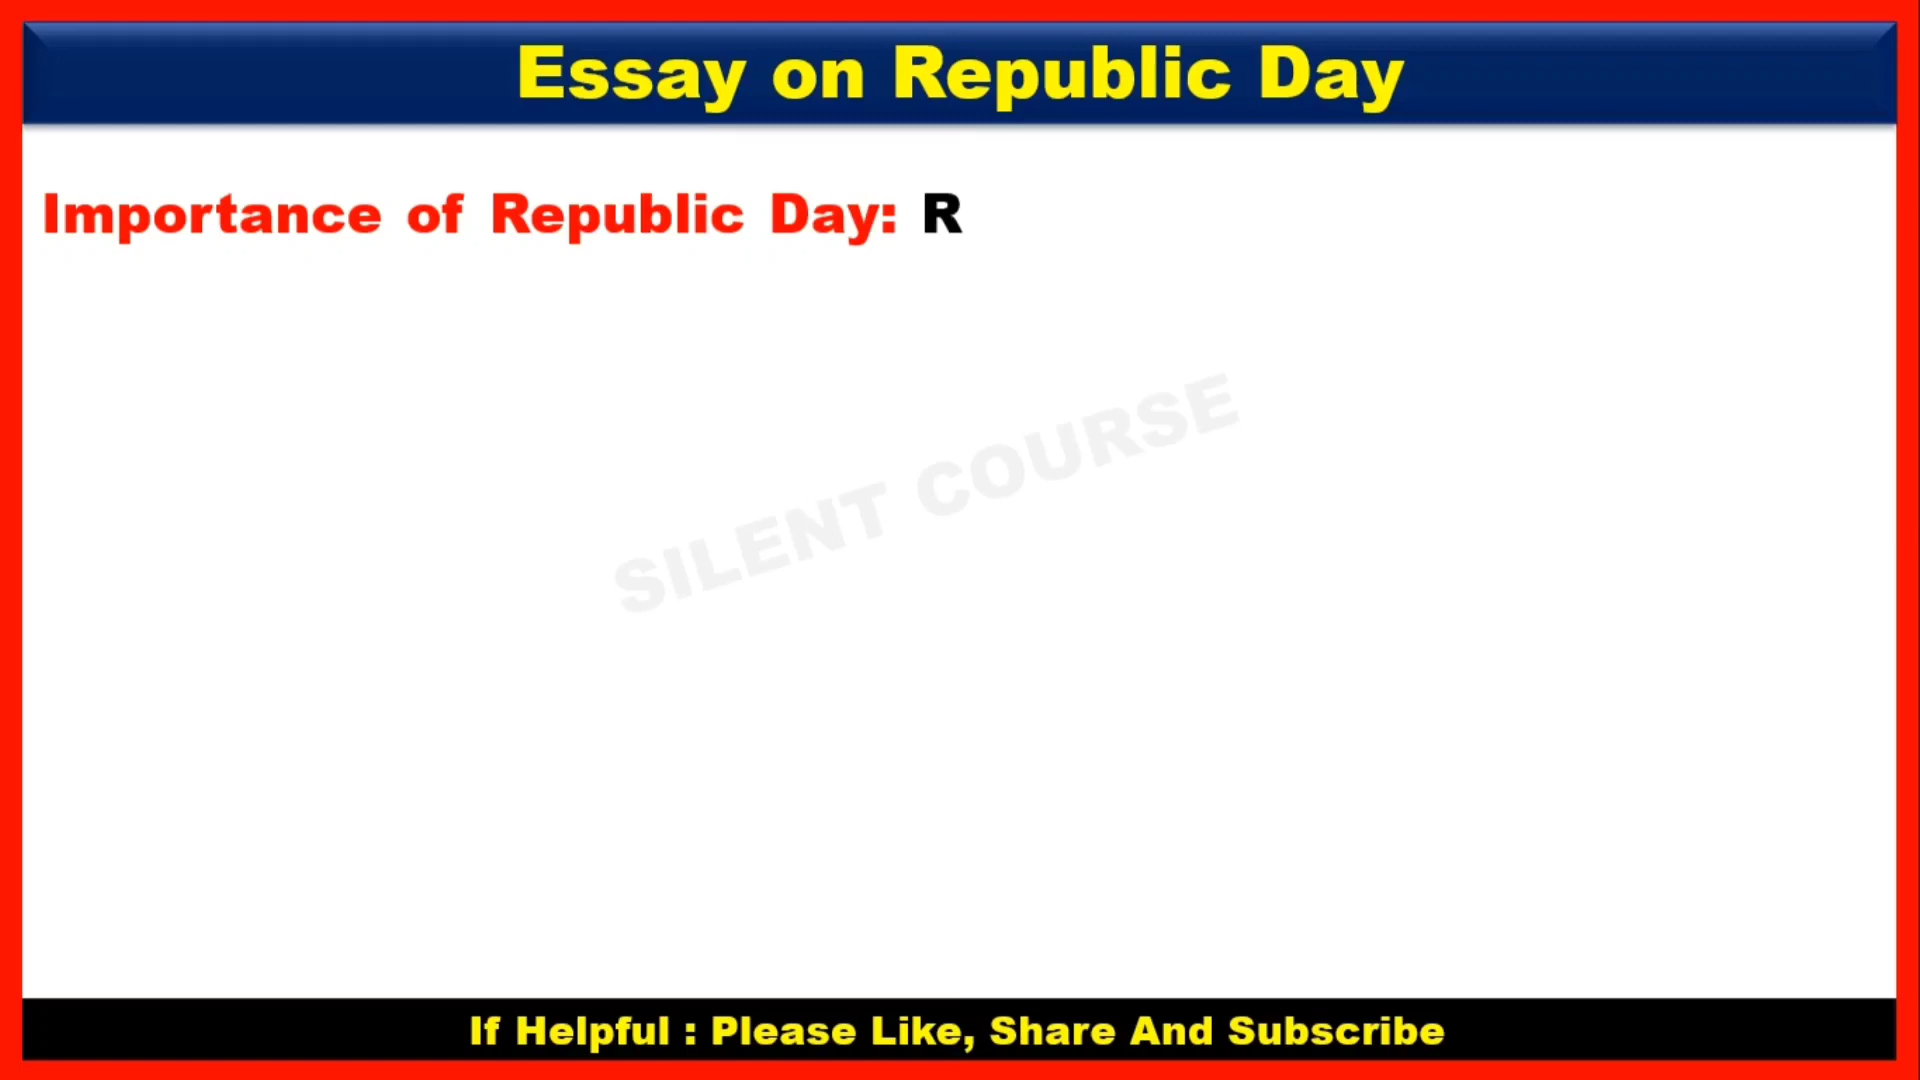 Essay on Republic Day
Importance of Republic Day: R
SILENT COURSE
If Helpful : Please Like, Share And Subscribe